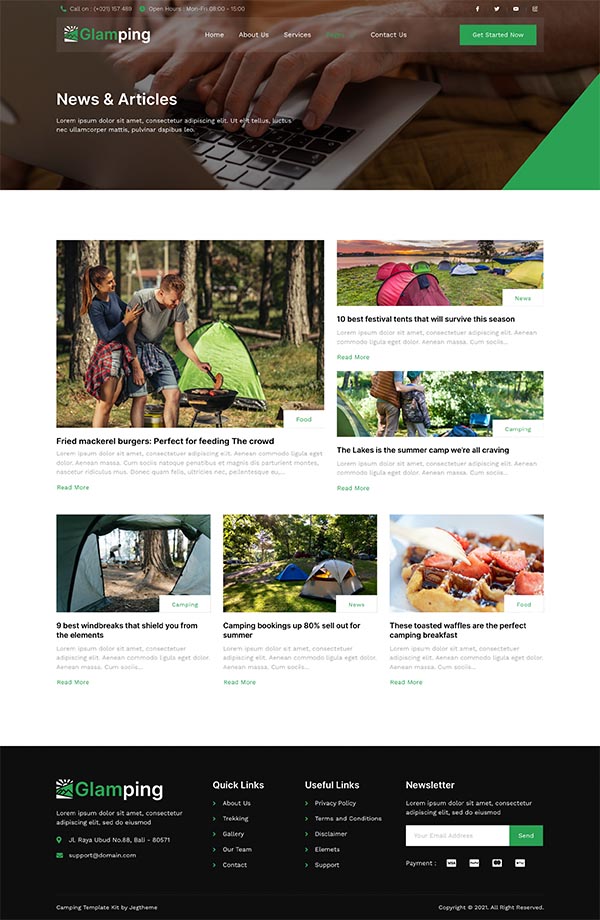 Call on : (+021) 157 489
Open Hours : Mon-Fri 08:00 - 15:00
Glamping
Home
About Us
Services
Pages
Contact Us
Get Started Now
News & Articles
Lorem ipsum dolor sit amet, consectetur adipiscing elit. Ut elit tellus, luctus
nec ullamcorper mattis, pulvinar dapibus leo.
Food
Fried mackerel burgers: Perfect for feeding The crowd
Lorem ipsum dolor sit amet, consectetuer adipiscing elit. Aenean commodo ligula eget
dolor. Aenean massa. Cum sociis natoque penatibus et magnis dis parturient montes,
nascetur ridiculus mus. Donec quam felis, ultricies nec, pellentesque eu,...
Read More
News
10 best festival tents that will survive this season
Lorem ipsum dolor sit amet, consectetuer adipiscing elit. Aenean
commodo ligula eget dolor. Aenean massa. Cum sociis...
Read More
Camping
The Lakes is the summer camp we're all craving
Lorem ipsum dolor sit amet, consectetuer adipiscing elit. Aenean
commodo ligula eget dolor. Aenean massa. Cum sociis...
Read More
Camping
9 best windbreaks that shield you from
the elements
Lorem ipsum dolor sit amet, consectetuer
adipiscing elit. Aenean commodo ligula eget dolor.
Aenean massa. Cum sociis...
Read More
News
Camping bookings up 80% sell out for
summer
Lorem ipsum dolor sit amet, consectetuer
adipiscing elit. Aenean commodo ligula eget dolor.
Aenean massa. Cum sociis...
Read More
Food
These toasted waffles are the perfect
camping breakfast
Lorem ipsum dolor sit amet, consectetuer
adipiscing elit. Aenean commodo ligula eget dolor.
Aenean massa. Cum sociis...
Read More
Glamping
Lorem ipsum dolor sit amet, consectetur
adipiscing elit, sed do eiusmod
Jl. Raya Ubud No.88, Bali - 80571
support@domain.com
Quick Links
About Us
Trekking
Gallery
Our Team
Contact
Useful Links
Privacy Policy
Terms and Conditions
Disclaimer
Elemets
Support
Newsletter
Lorem ipsum dolor sit amet, consectetur
adipiscing elit, sed do eiusmod
Your Email Address
Send
Payment :
Camping Template Kit by Jegtheme
Copyright © 2021. All Right Reserved.